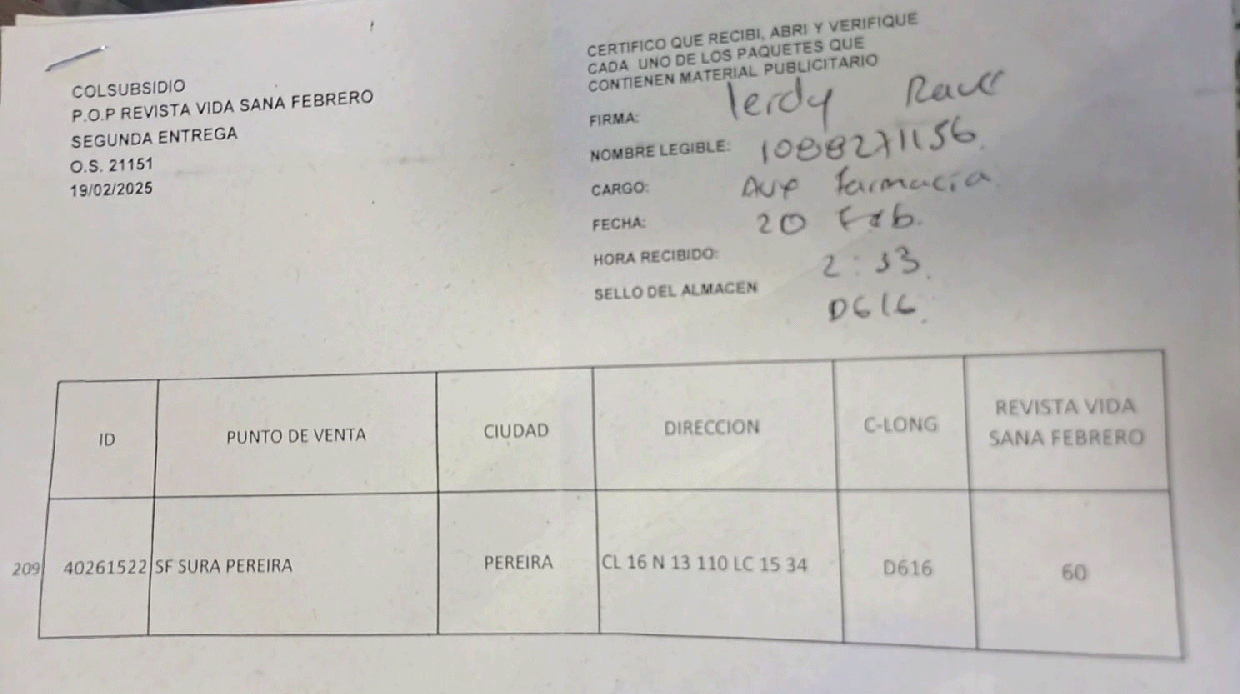 COLSUBSIDIO
P.O.P REVISTA VIDA SANA FEBRERO
SEGUNDA ENTREGA
O.S. 21151
19/02/2025
CERTIFICO QUE RECIBI, ABRI Y VERIFIQUE
CADA UNO DE LOS PAQUETES QUE
CONTIENEN MATERIAL PUBLICITARIO
FIRMA:
NOMBRE LEGIBLE: 1088271156
CARGO: Aux Farmacia
FECHA: 20 Feb.
HORA RECIBIDO: 2:33
SELLO DEL ALMACEN D616
ID PUNTO DE VENTA CIUDAD DIRECCION C-LONG REVISTA VIDA SANA FEBRERO
209 40261522 SF SURA PEREIRA PEREIRA CL 16 N 13 110 LC 15 34 D616 60